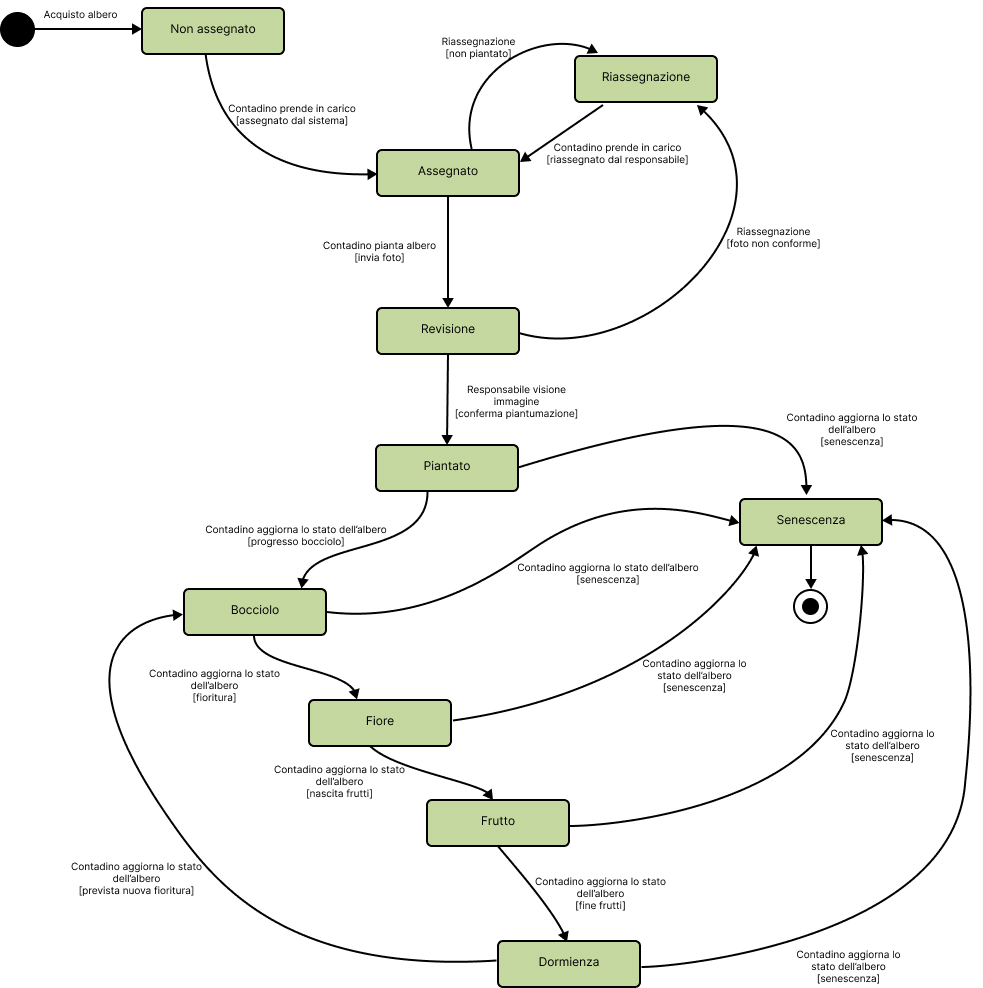 Acquisto albero
Non assegnato
Riassegnazione
[non piantato]
Riassegnazione
Contadino prende in carico
[assegnato dal sistema]
Contadino prende in carico
[riassegnato dal responsabile]
Assegnato
Riassegnazione
[foto non conforme]
Contadino pianta albero
[invia foto]
Revisione
Responsabile visione
immagine
[conferma piantumazione]
Contadino aggiorna lo stato
dell'albero
[senescenza]
Piantato
Senescenza
Contadino aggiorna lo stato dell'albero
[progresso bocciolo]
Contadino aggiorna lo stato dell'albero
[senescenza]
Bocciolo
Contadino aggiorna lo stato
dell'albero
[fioritura]
Contadino aggiorna lo
stato dell'albero
[senescenza]
Fiore
Contadino aggiorna lo
stato dell'albero
[senescenza]
Contadino aggiorna lo stato
dell'albero
[nascita frutti]
Frutto
Contadino aggiorna lo stato
dell'albero
[prevista nuova fioritura]
Contadino aggiorna lo stato
dell'albero
[fine frutti]
Dormienza
Contadino aggiorna lo
stato dell'albero
[senescenza]